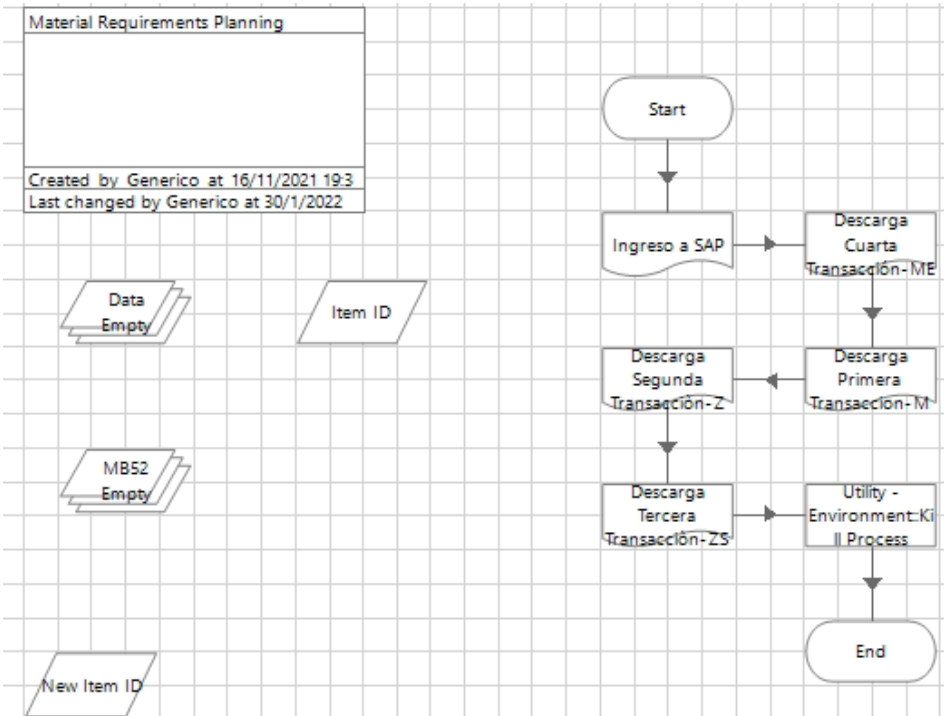 Material Requirements Planning
Created by Generico at 16/11/2021 19:3
Last changed by Generico at 30/1/2022
Data
Empty
Item ID
MB52
Empty
New Item ID
Start
Ingreso a SAP
Descarga
Cuarta
Transacción-ME
Descarga
Primera
Transacción-M
Descarga
Segunda
Transacción-Z
Descarga
Tercera
Transacción-ZS
Utility -
Environment::Ki
ll Process
End